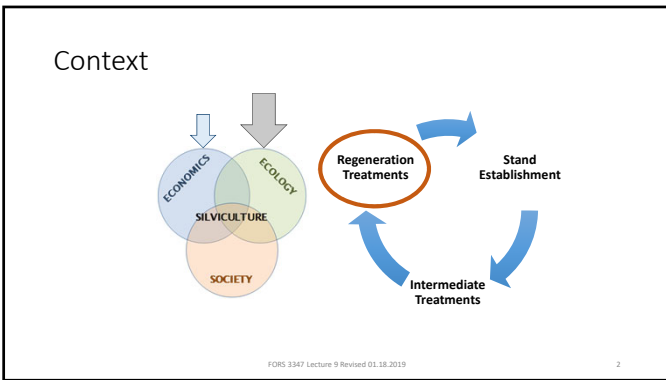 Context
ECONOMICS
ECOLOGY
SILVICULTURE
SOCIETY
Regeneration
Treatments
Stand
Establishment
Intermediate
Treatments
FORS 3347 Lecture 9 Revised 01.18.2019
2